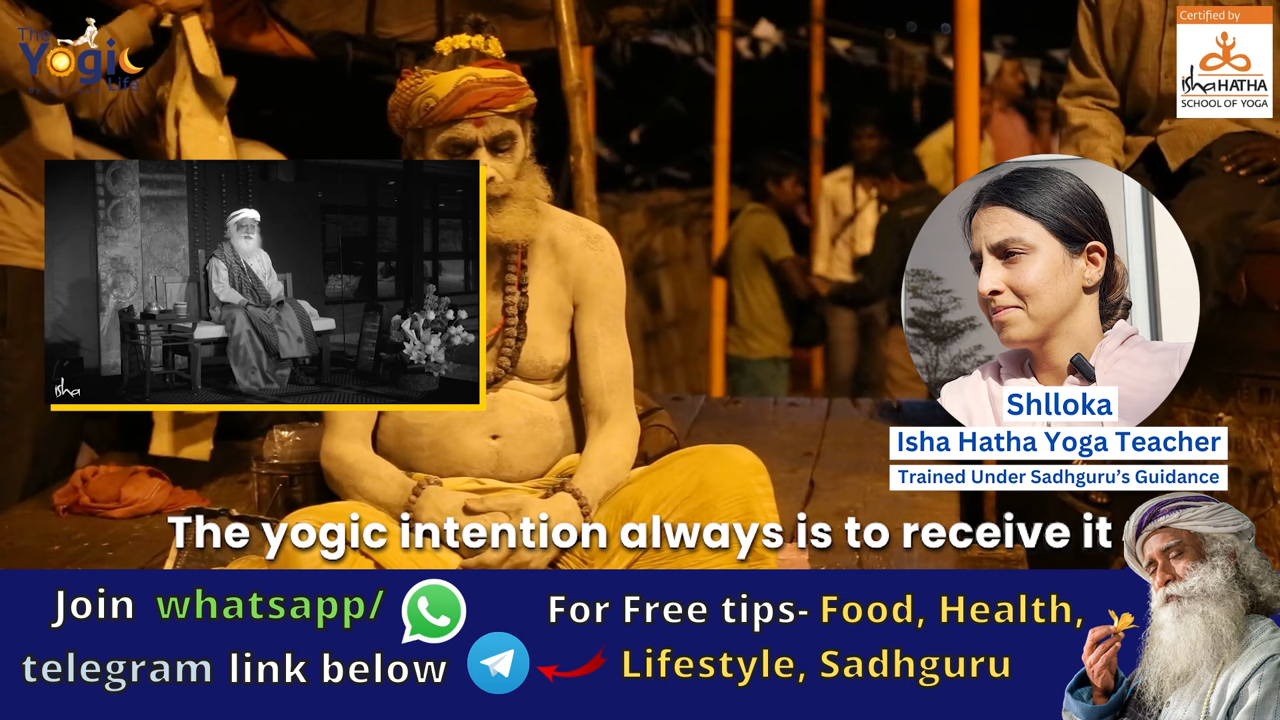 The
Yogic
Life
Certified by
isha HATHA
SCHOOL OF YOGA
isha
Shlloka
Isha Hatha Yoga Teacher
Trained Under Sadhguru's Guidance
The yogic intention always is to receive it
Join whatsapp/
telegram link below
For Free tips- Food, Health,
Lifestyle, Sadhguru